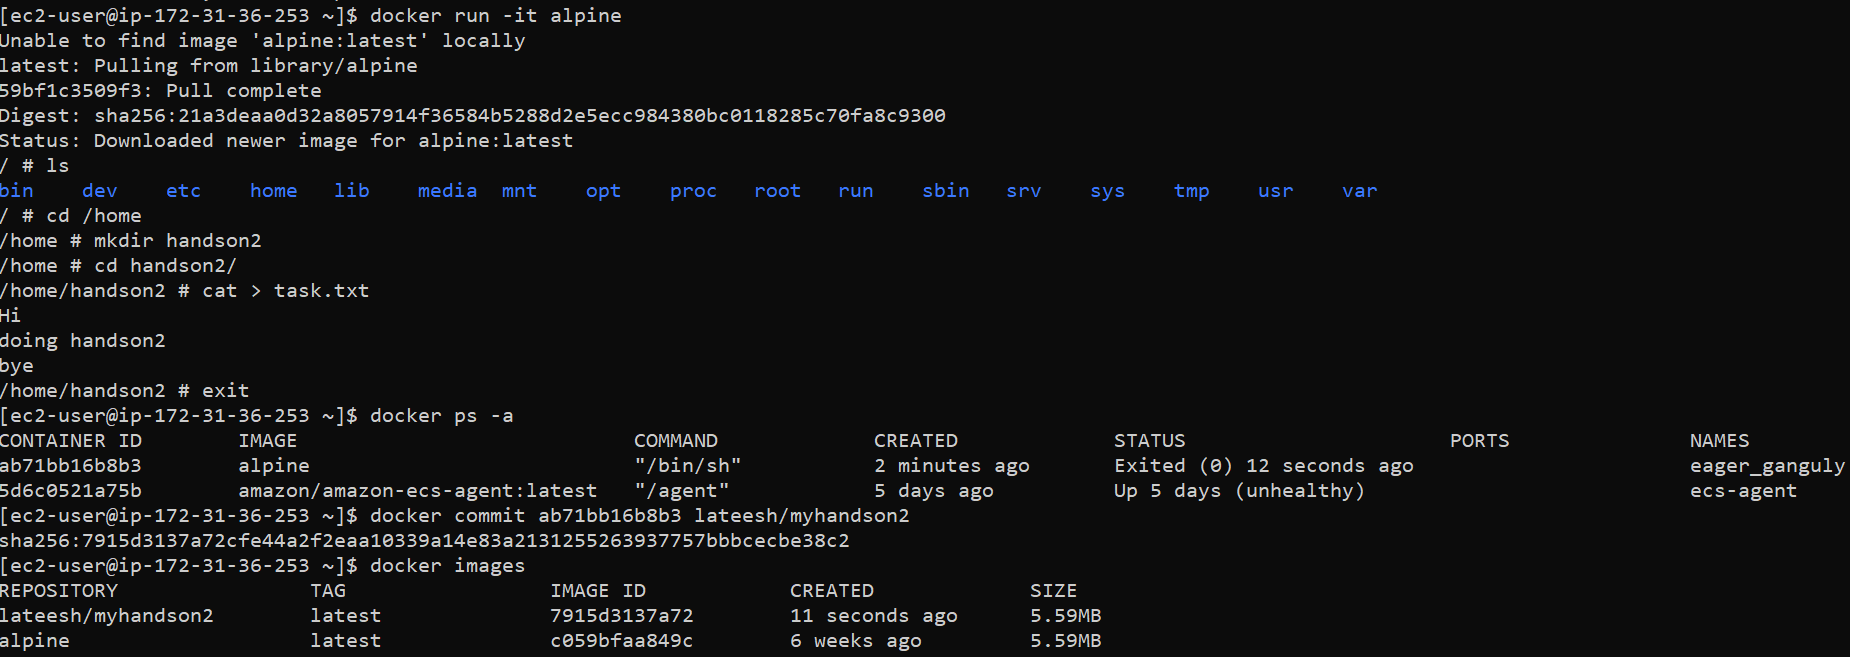 [ec2-user@ip-172-31-36-253 ~]$ docker run -it alpine
Unable to find image 'alpine:latest' locally
latest: Pulling from library/alpine
59bf1c3509f3: Pull complete
Digest: sha256:21a3deaa0d32a8057914f36584b5288d2e5ecc984380bc0118285c70fa8c9300
Status: Downloaded newer image for alpine:latest
/ # ls
bin    dev    etc    home   lib    media  mnt    opt    proc   root   run    sbin   srv    sys    tmp    usr    var
/ # cd /home
/home # mkdir handson2
/home # cd handson2/
/home/handson2 # cat > task.txt
Hi
doing handson2
bye
/home/handson2 # exit
[ec2-user@ip-172-31-36-253 ~]$ docker ps -a
CONTAINER ID        IMAGE                            COMMAND             CREATED             STATUS                      PORTS               NAMES
ab71bb16b8b3        alpine                           "/bin/sh"           2 minutes ago       Exited (0) 12 seconds ago                       eager_ganguly
5d6c0521a75b        amazon/amazon-ecs-agent:latest   "/agent"            5 days ago          Up 5 days (unhealthy)                           ecs-agent
[ec2-user@ip-172-31-36-253 ~]$ docker commit ab71bb16b8b3 lateesh/myhandson2
sha256:7915d3137a72cfe44a2f2eaa10339a14e83a2131255263937757bbbcecbe38c2
[ec2-user@ip-172-31-36-253 ~]$ docker images
REPOSITORY                TAG                 IMAGE ID            CREATED             SIZE
lateesh/myhandson2        latest              7915d3137a72        11 seconds ago      5.59MB
alpine                    latest              c059bfaa849c        6 weeks ago         5.59MB